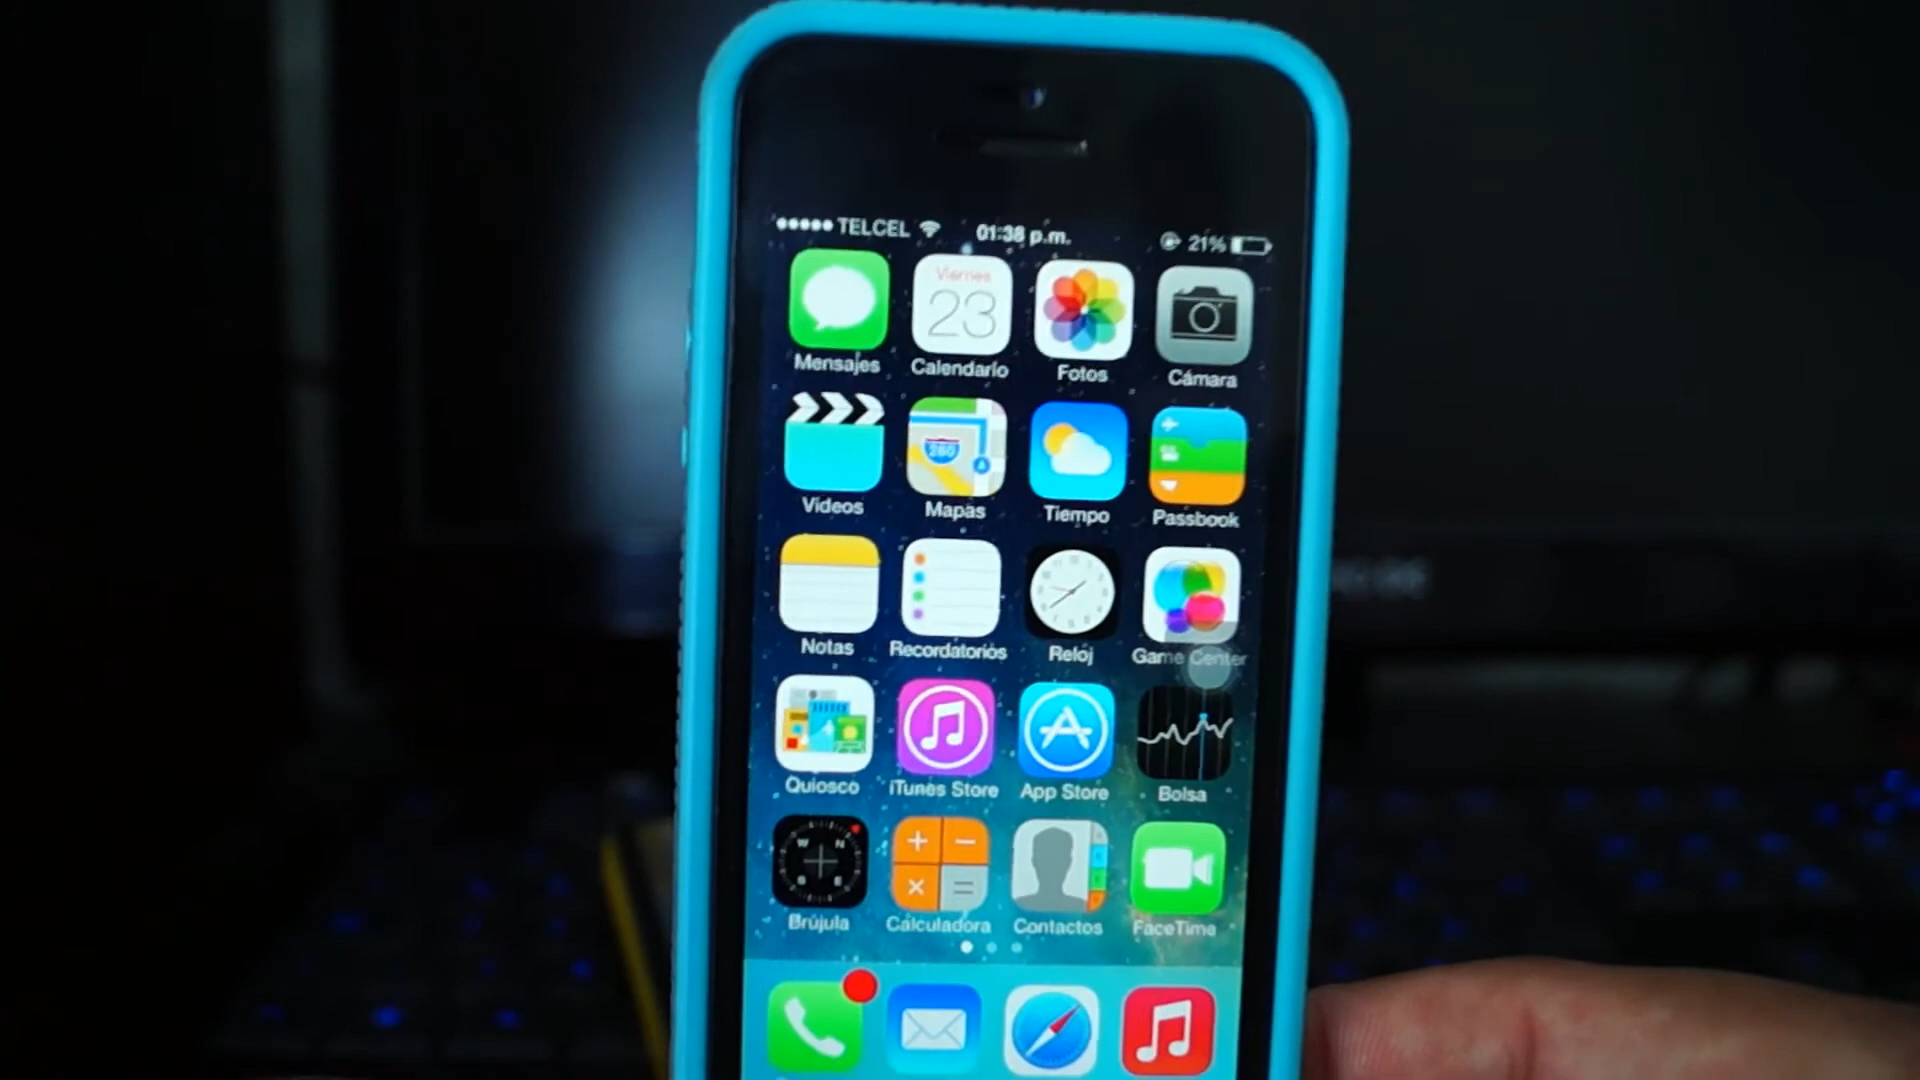 TELCEL 01:38 p.m. 21%
Viernes
23
Mensajes Calendario Fotos Cámara
280
Videos Mapas Tiempo Passbook
Notas Recordatorios Reloj Game Center
Quiosco iTunes Store App Store Bolsa
W N
S E
Brújula Calculadora Contactos FaceTime